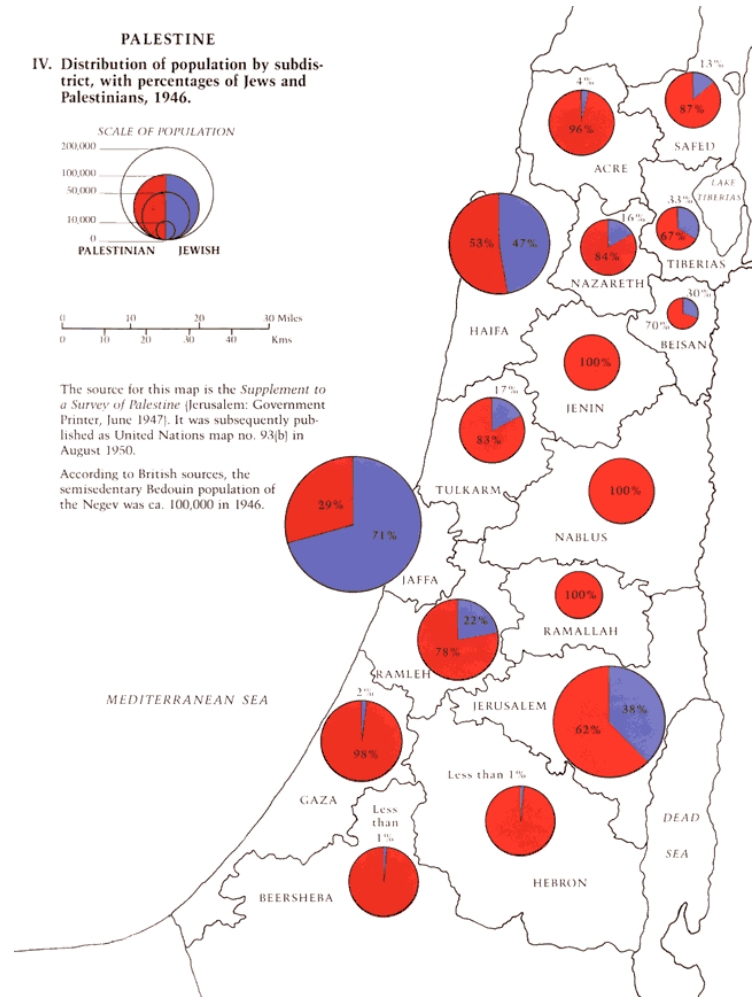 PALESTINE
IV. Distribution of population by subdis-
trict, with percentages of Jews and
Palestinians, 1946.
SCALE OF POPULATION
200,000
100,000
50,000
10,000
0
PALESTINIAN JEWISH
0 10 20 30 Miles
0 10 20 30 40 Kms
The source for this map is the Supplement to
a Survey of Palestine (Jerusalem: Government
Printer, June 1947). It was subsequently pub-
lished as United Nations map no. 93(b) in
August 1950.
According to British sources, the
semisedentary Bedouin population of
the Negev was ca. 100,000 in 1946.
4%
96%
ACRE
13%
87%
SAFED
LAKE
TIBERIAS
33%
67%
TIBERIAS
16%
84%
NAZARETH
53% 47%
HAIFA
30%
70%
BEISAN
100%
JENIN
17%
83%
TULKARM
100%
NABLUS
29%
71%
JAFFA
100%
RAMALLAH
22%
78%
RAMLEH
JERUSALEM
38%
62%
MEDITERRANEAN SEA
2%
98%
GAZA
Less than 1%
HEBRON
Less
than
1%
BEERSHEBA
DEAD
SEA